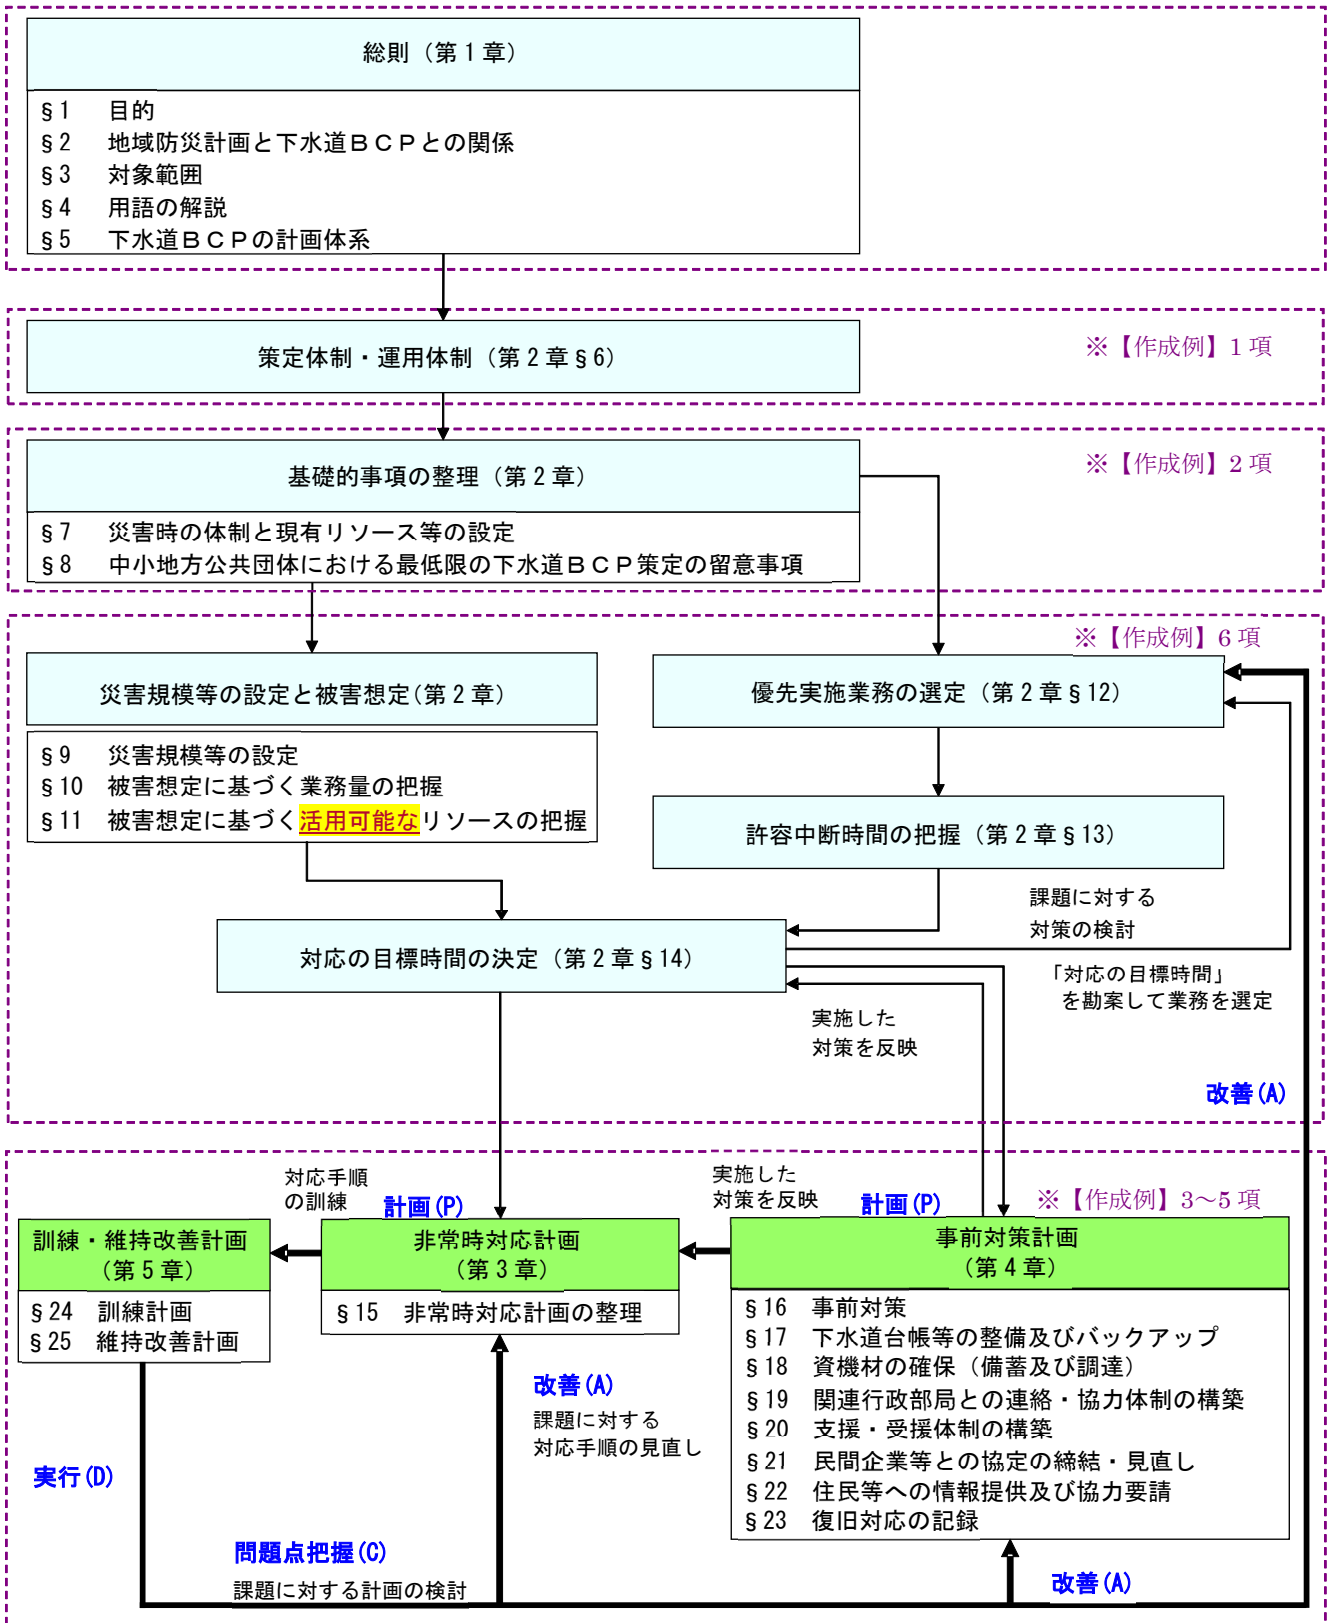 総則（第１章）
§1　目的
§2　地域防災計画と下水道ＢＣＰとの関係
§3　対象範囲
§4　用語の解説
§5　下水道ＢＣＰの計画体系
策定体制・運用体制（第２章§6）
※【作成例】1 項
基礎的事項の整理（第２章）
※【作成例】2 項
§7　災害時の体制と現有リソース等の設定
§8　中小地方公共団体における最低限の下水道ＢＣＰ策定の留意事項
※【作成例】6 項
災害規模等の設定と被害想定(第２章）
§9　災害規模等の設定
§10　被害想定に基づく業務量の把握
§11　被害想定に基づく活用可能なリソースの把握
優先実施業務の選定（第２章§12）
許容中断時間の把握（第２章§13）
課題に対する
対策の検討
対応の目標時間の決定（第２章§14）
「対応の目標時間」
を勘案して業務を選定
実施した
対策を反映
改善(A)
対応手順
の訓練
計画(P)
実施した
対策を反映
計画(P)
※【作成例】3～5 項
訓練・維持改善計画
（第５章）
§24　訓練計画
§25　維持改善計画
非常時対応計画
（第３章）
§15　非常時対応計画の整理
事前対策計画
（第４章）
§16　事前対策
§17　下水道台帳等の整備及びバックアップ
§18　資機材の確保（備蓄及び調達）
§19　関連行政部局との連絡・協力体制の構築
§20　支援・受援体制の構築
§21　民間企業等との協定の締結・見直し
§22　住民等への情報提供及び協力要請
§23　復旧対応の記録
改善(A)
課題に対する
対応手順の見直し
実行(D)
問題点把握(C)
課題に対する計画の検討
改善(A)